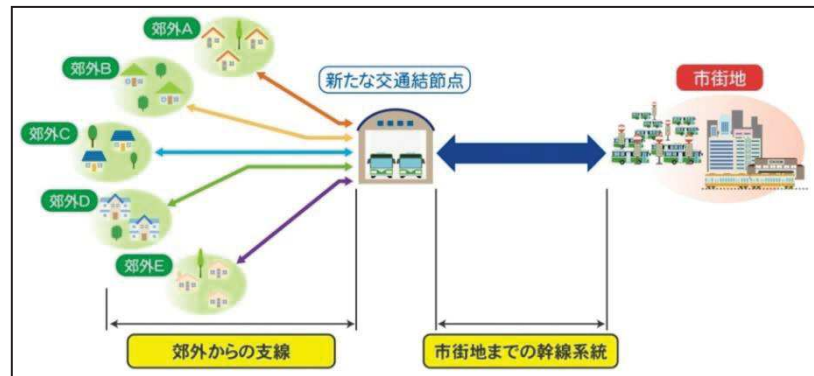 郊外A
郊外B
新たな交通結節点
市街地
郊外C
郊外D
郊外E
郊外からの支線
市街地までの幹線系統